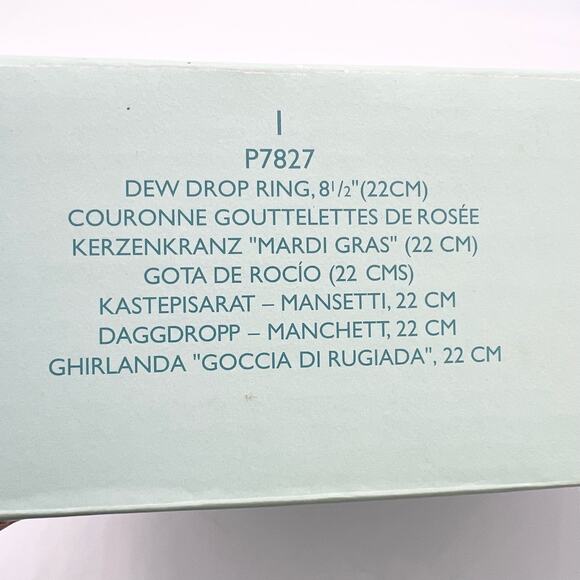 1
P7827
DEW DROP RING, 8 1/2"(22CM)
COURONNE GOUTTELETTES DE ROSÉE
KERZENKRANZ "MARDI GRAS" (22 CM)
GOTA DE ROCÍO (22 CMS)
KASTEPISARAT – MANSETTI, 22 CM
DAGGDROPP – MANCHETT, 22 CM
GHIRLANDA "GOCCIA DI RUGIADA", 22 CM